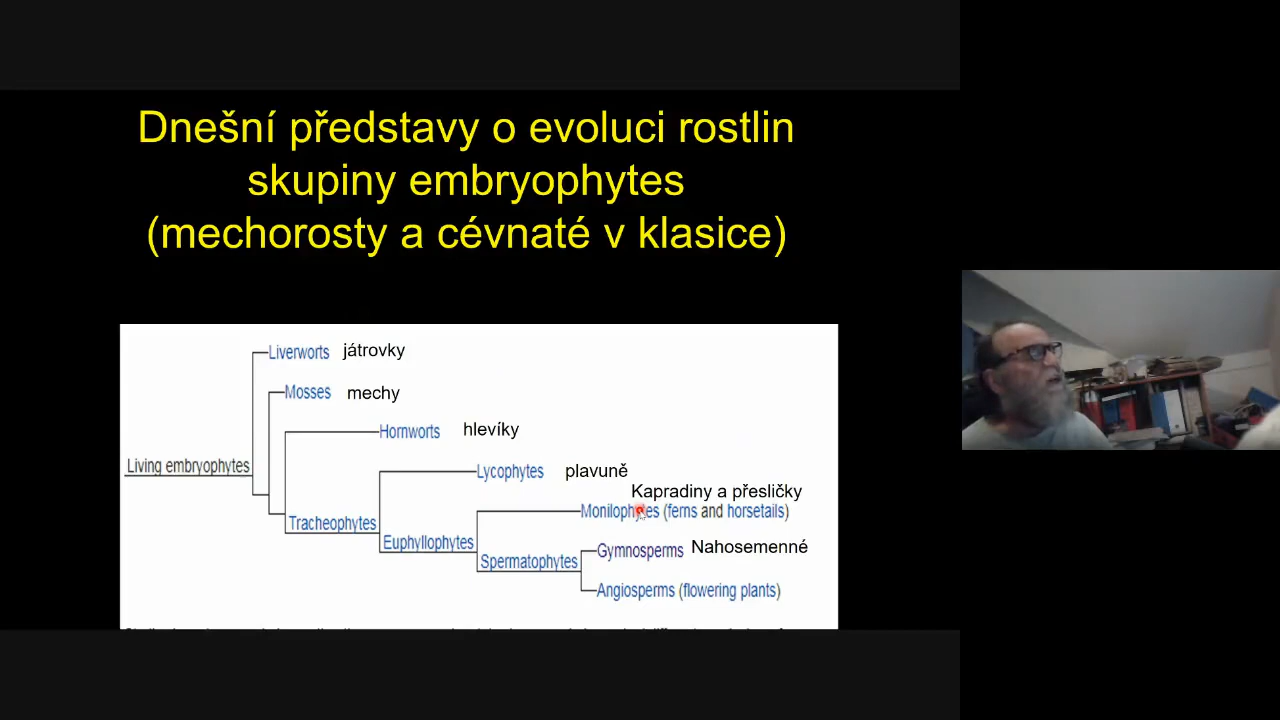 Dnešní představy o evoluci rostlin
skupiny embryophytes
(mechorosty a cévnaté v klasice)
Liverworts játrovky
Mosses mechy
Hornworts hlevíky
Living embryophytes
Lycophytes plavuně
Kapradiny a přesličky
Monilophytes (ferns and horsetails)
Tracheophytes
Euphyllophytes
Gymnosperms Nahosemenné
Spermatophytes
Angiosperms (flowering plants)